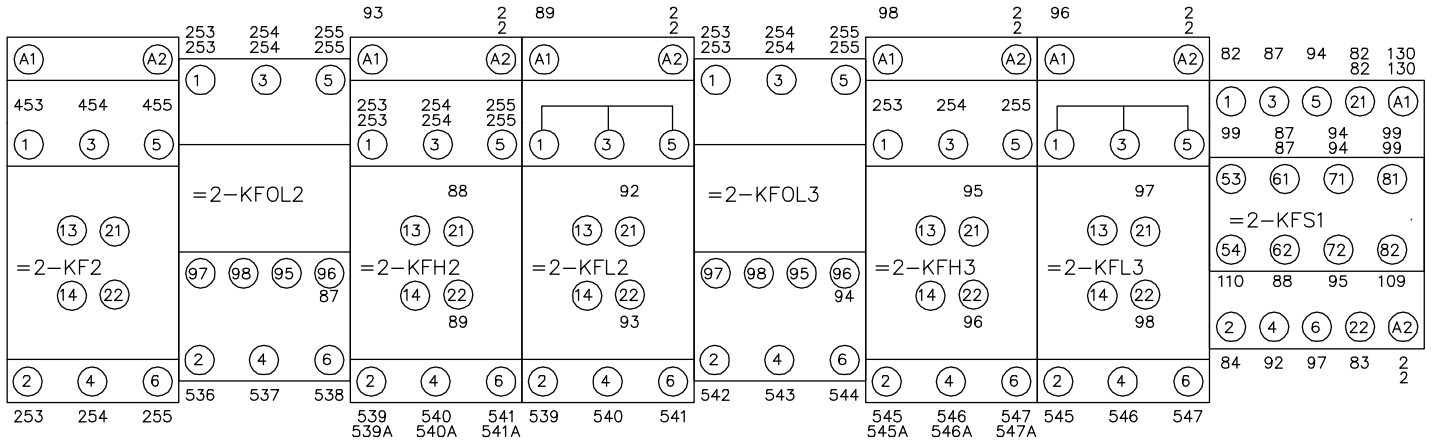 93 2 89 2 98 2 96 2
253 254 255 2 2 253 254 255 2 2
253 254 255 253 254 255
A1 A2 A1 A2 A1 A2 A1 A2 A1 A2 82 87 94 82 130
82 130
1 3 5 1 3 5
453 454 455 253 254 255 253 254 255 1 3 5 21 A1
253 254 255
1 3 5 1 3 5 1 3 5 1 3 5 1 3 5 99 87 94 99
87 94 99
53 61 71 81
=2-KFOL2 88 92 =2-KFOL3 95 97
=2-KFS1
13 21 13 21 13 21 13 21 13 21
54 62 72 82
=2-KF2 97 98 95 96 =2-KFH2 =2-KFL2 97 98 95 96 =2-KFH3 =2-KFL3
110 88 95 109
14 22 87 14 22 14 22 94 14 22 14 22
89 93 96 98
2 4 6 22 A2
2 4 6 2 4 6
84 92 97 83 2
2
2 4 6 2 4 6 2 4 6 2 4 6 2 4 6
536 537 538 542 543 544
253 254 255 539 540 541 539 540 541 545 546 547 545 546 547
539A 540A 541A 545A 546A 547A